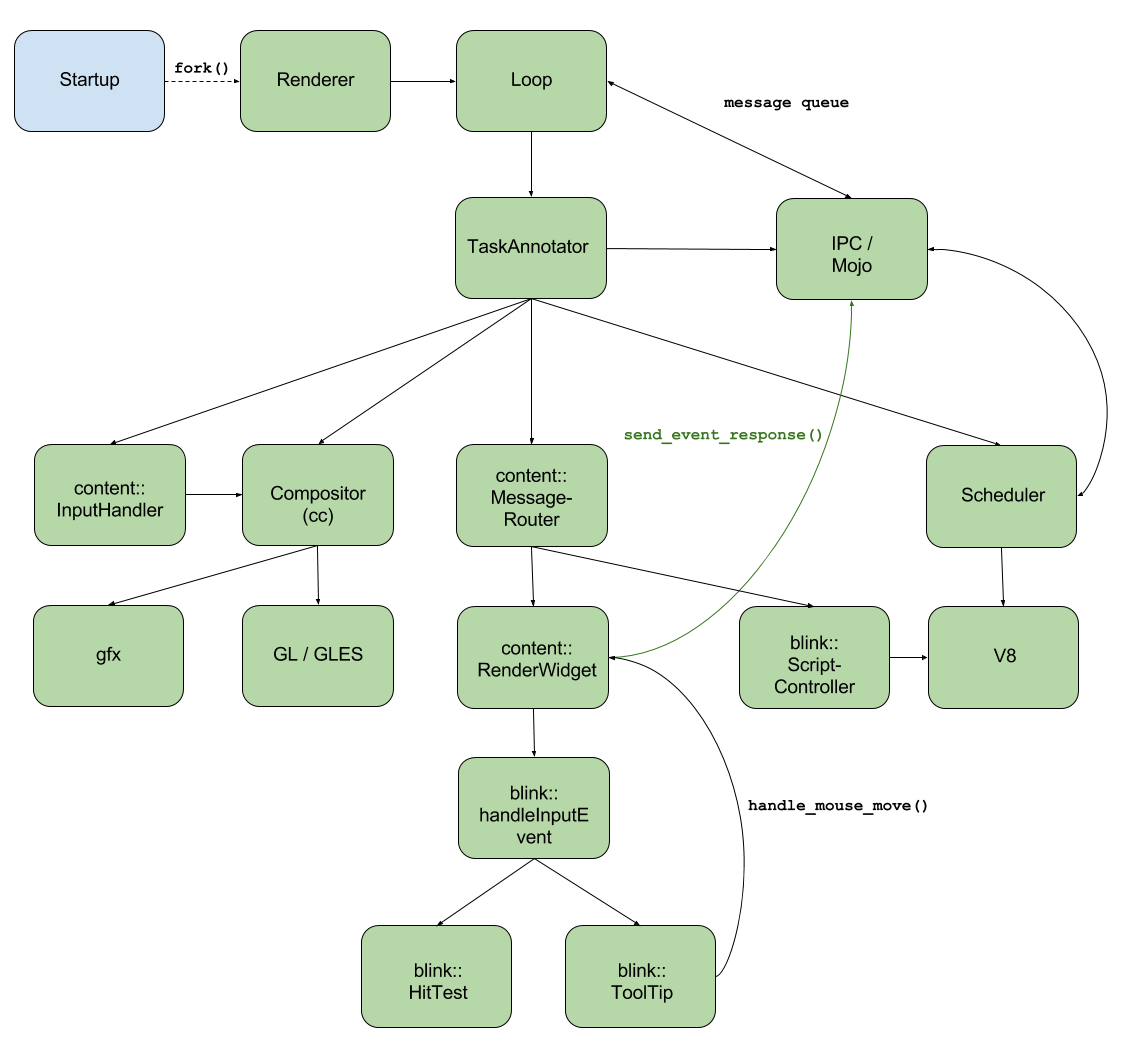 Startup
fork()
Renderer
Loop
message queue
TaskAnnotator
IPC /
Mojo
send_event_response()
content::
InputHandler
Compositor
(cc)
content::
Message-
Router
Scheduler
gfx
GL / GLES
content::
RenderWidget
blink::
Script-
Controller
V8
blink::
handleInputE
vent
handle_mouse_move()
blink::
HitTest
blink::
ToolTip